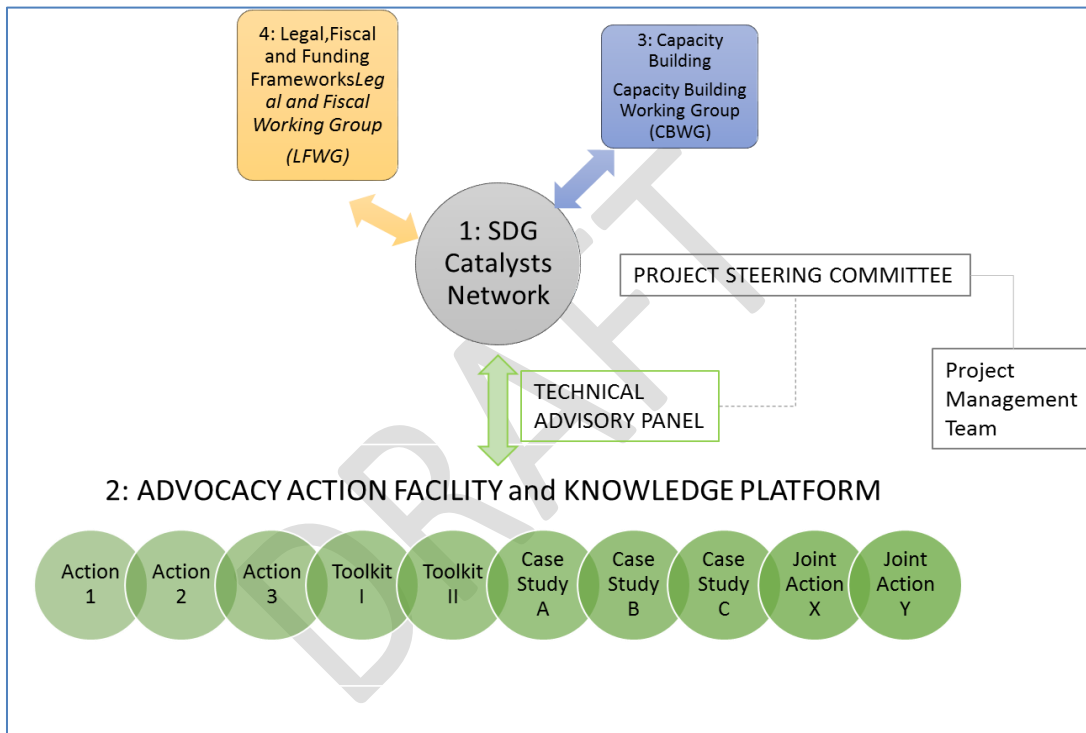 4: Legal,Fiscal
and Funding
FrameworksLeg
al and Fiscal
Working Group
(LFWG)
3: Capacity
Building
Capacity Building
Working Group
(CBWG)
1: SDG
Catalysts
Network
PROJECT STEERING COMMITTEE
Project
Management
Team
TECHNICAL
ADVISORY PANEL
2: ADVOCACY ACTION FACILITY and KNOWLEDGE PLATFORM
Action
1
Action
2
Action
3
Toolkit
I
Toolkit
II
Case
Study
A
Case
Study
B
Case
Study
C
Joint
Action
X
Joint
Action
Y
DRAFT